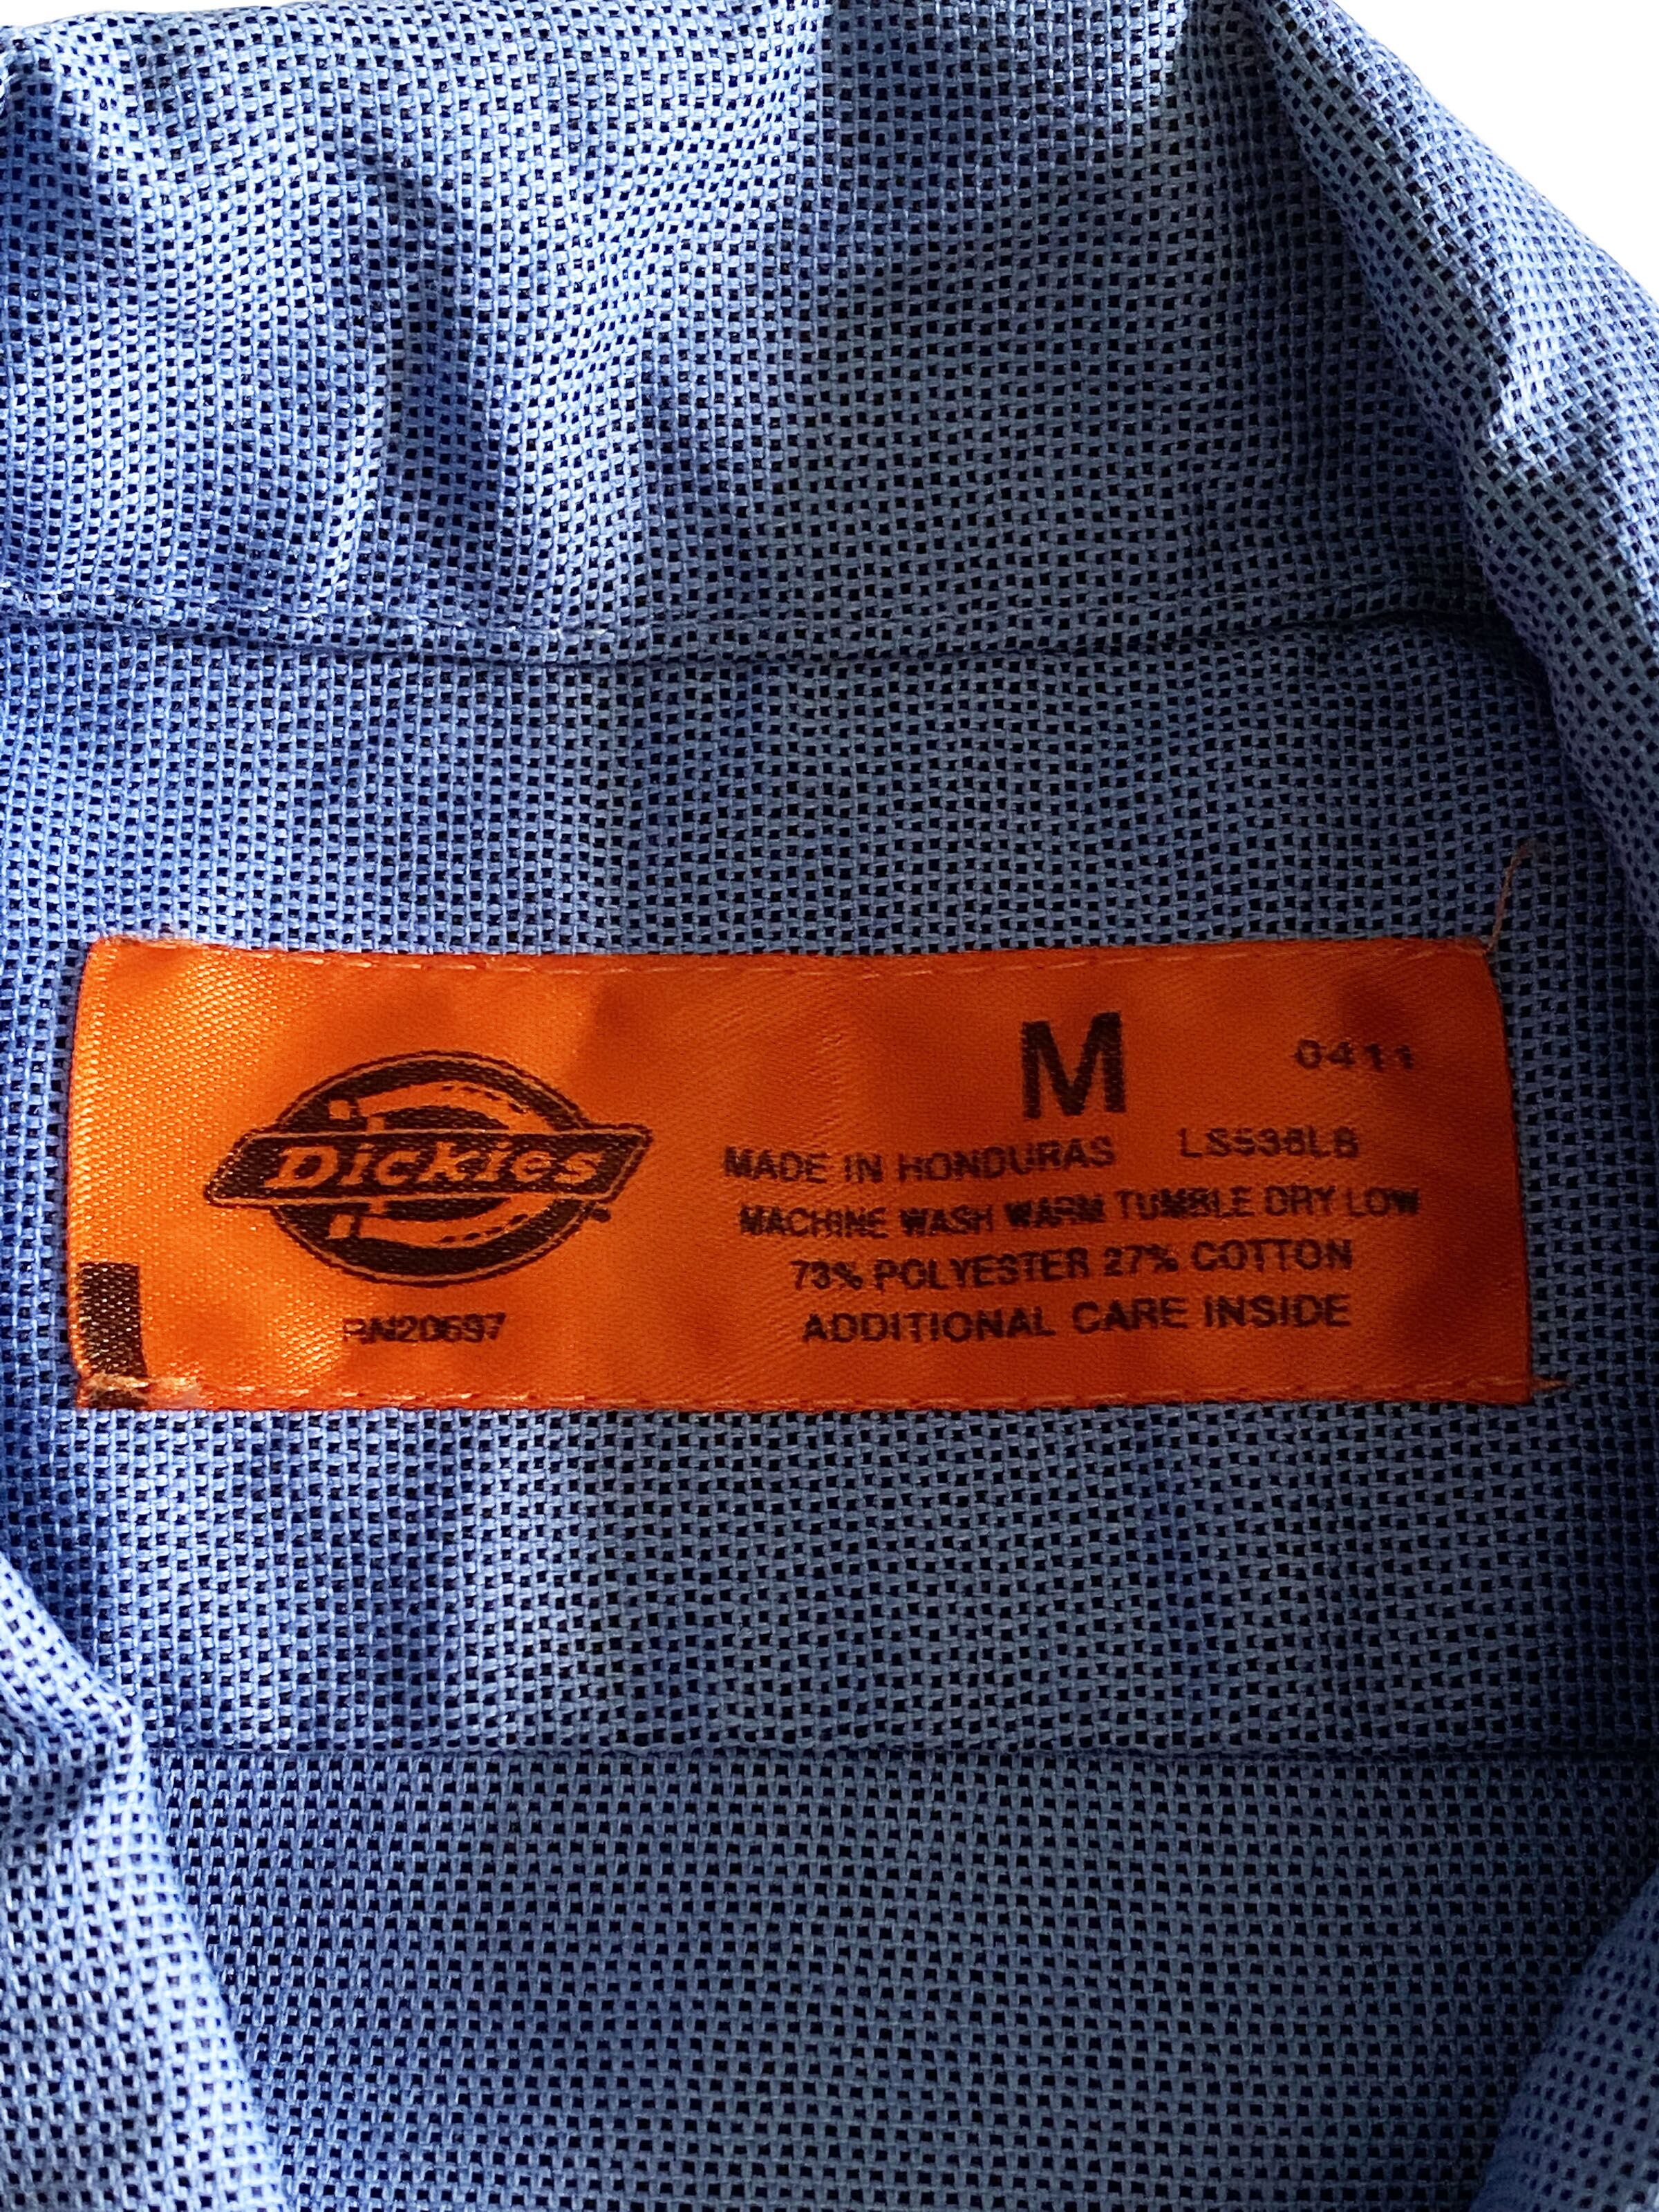 Dickies
RN20697
M
0411
MADE IN HONDURAS LS536LB
MACHINE WASH WARM TUMBLE DRY LOW
73% POLYESTER 27% COTTON
ADDITIONAL CARE INSIDE